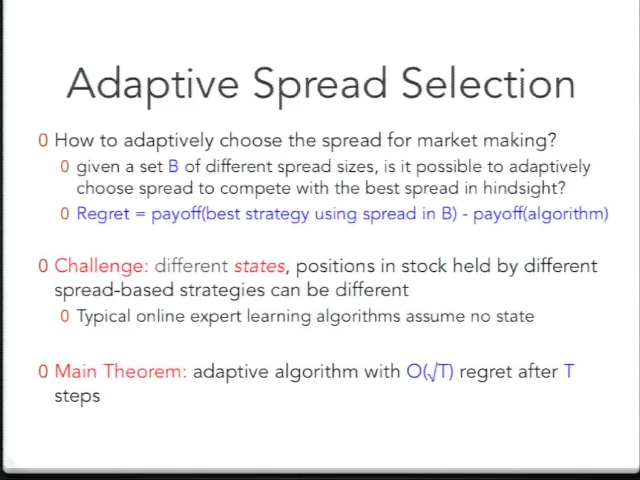 Adaptive Spread Selection
0 How to adaptively choose the spread for market making?
0 given a set B of different spread sizes, is it possible to adaptively
choose spread to compete with the best spread in hindsight?
0 Regret = payoff(best strategy using spread in B) - payoff(algorithm)
0 Challenge: different states, positions in stock held by different
spread-based strategies can be different
0 Typical online expert learning algorithms assume no state
0 Main Theorem: adaptive algorithm with O(√T) regret after T
steps